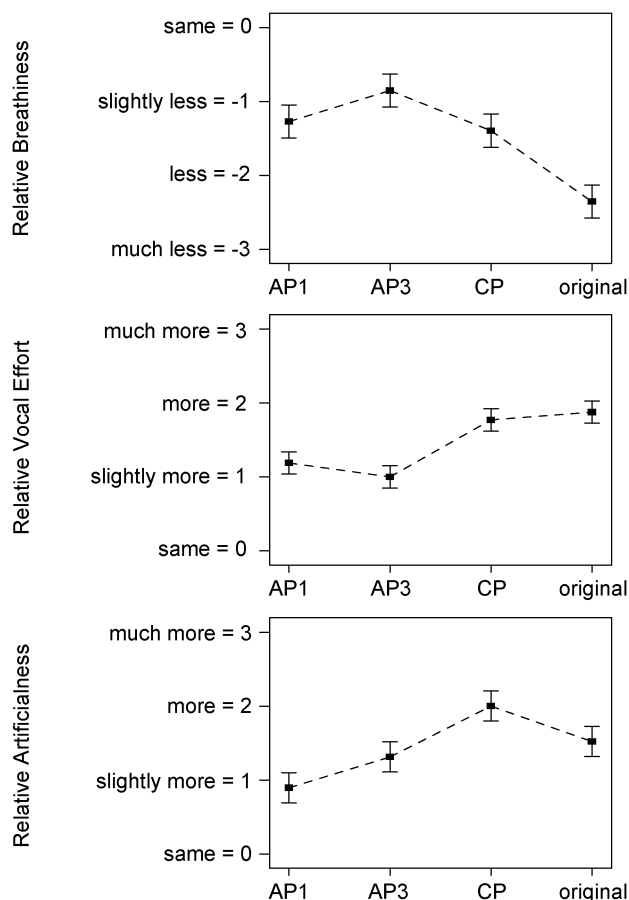 Relative Breathiness
same = 0
slightly less = -1
less = -2
much less = -3
AP1 AP3 CP original
Relative Vocal Effort
much more = 3
more = 2
slightly more = 1
same = 0
AP1 AP3 CP original
Relative Artificialness
much more = 3
more = 2
slightly more = 1
same = 0
AP1 AP3 CP original